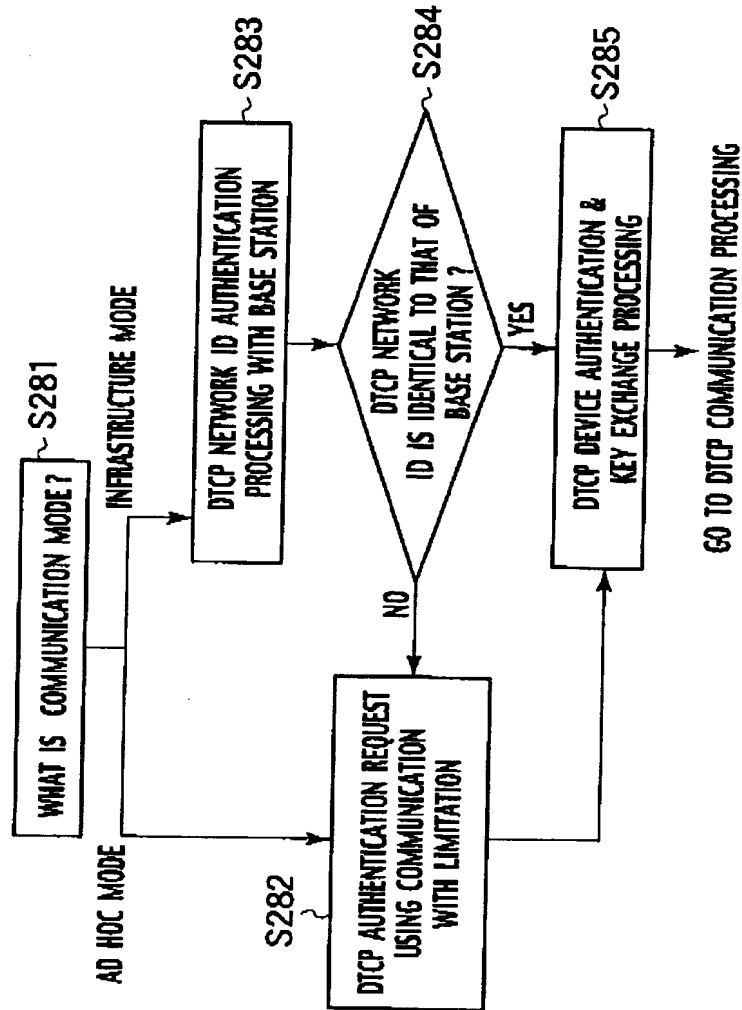 S281
WHAT IS COMMUNICATION MODE?
AD HOC MODE
INFRASTRUCTURE MODE
S282
DTCP AUTHENTICATION REQUEST
USING COMMUNICATION
WITH LIMITATION
S283
DTCP NETWORK ID AUTHENTICATION
PROCESSING WITH BASE STATION
S284
DTCP NETWORK
ID IS IDENTICAL TO THAT OF
BASE STATION ?
NO
YES
S285
DTCP DEVICE AUTHENTICATION &
KEY EXCHANGE PROCESSING
GO TO DTCP COMMUNICATION PROCESSING